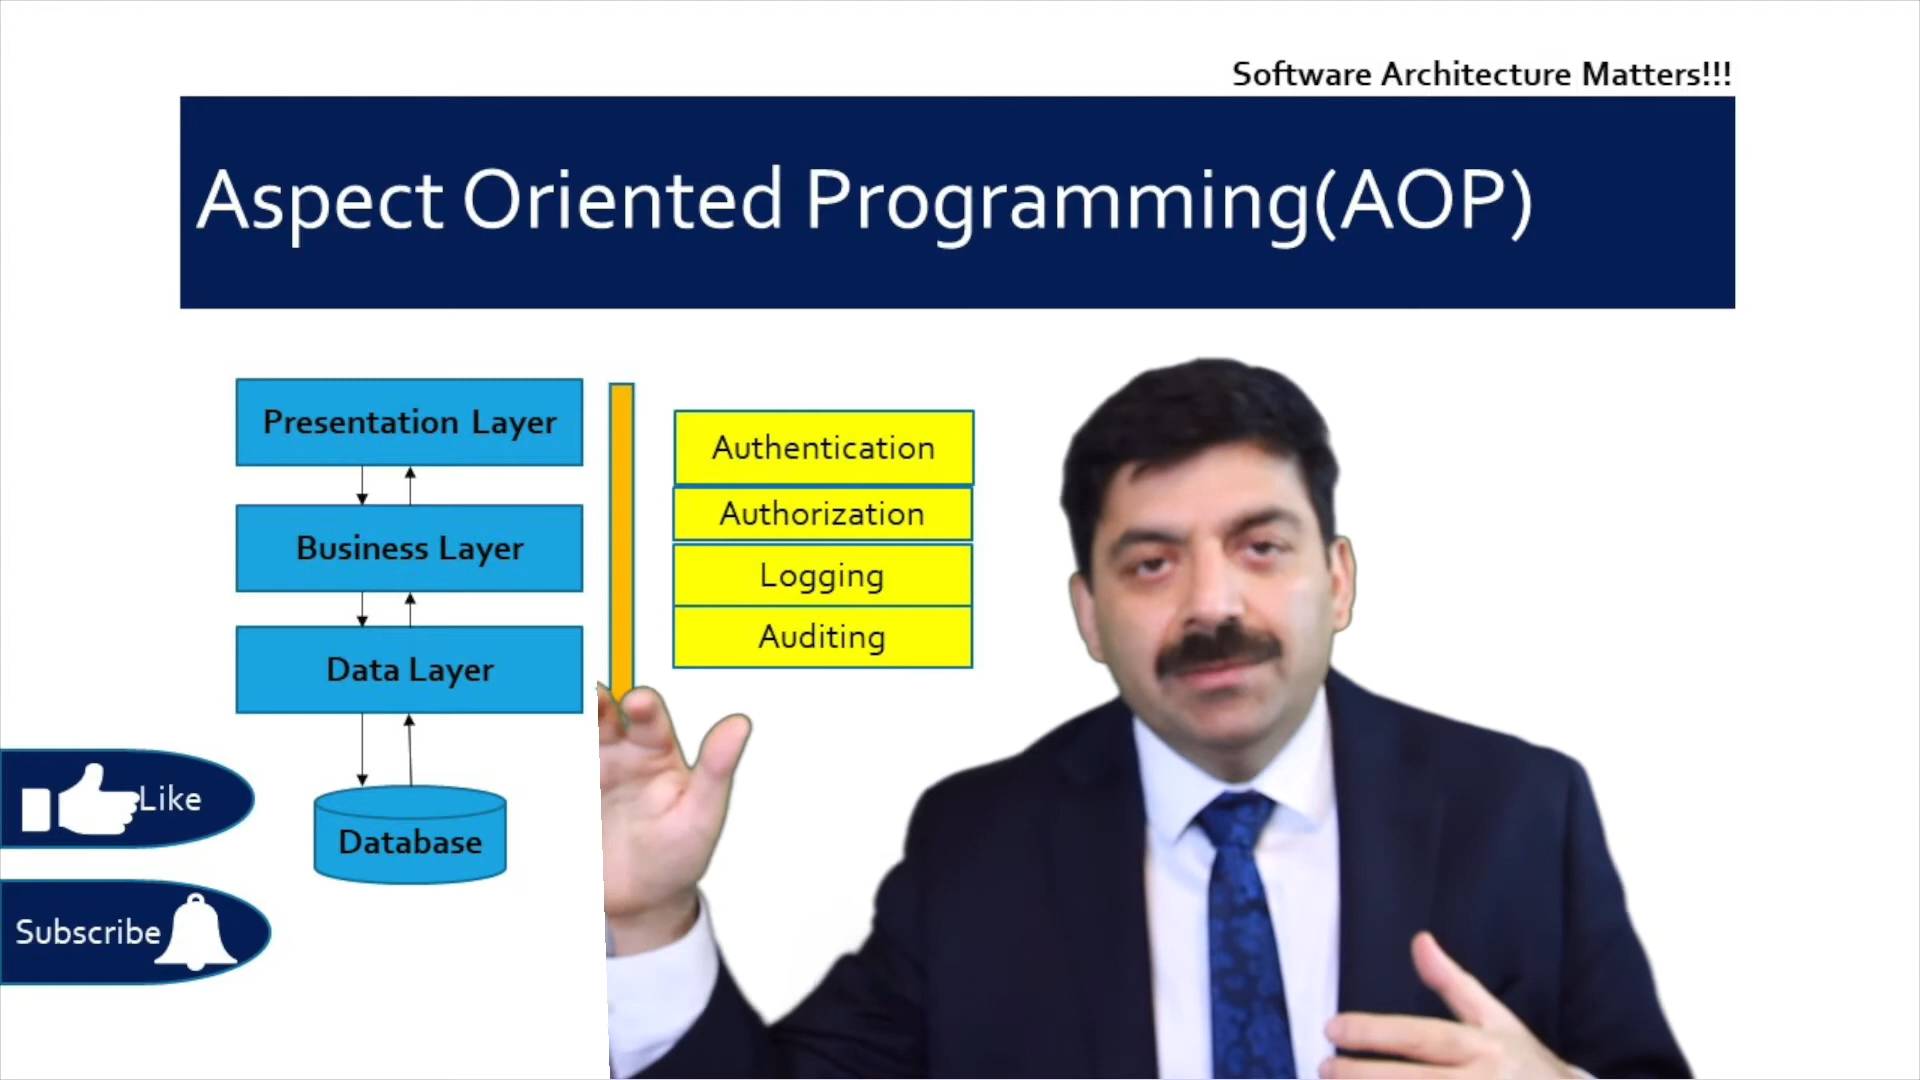 Software Architecture Matters!!!
Aspect Oriented Programming(AOP)
Presentation Layer
Business Layer
Data Layer
Database
Authentication
Authorization
Logging
Auditing
Like
Subscribe